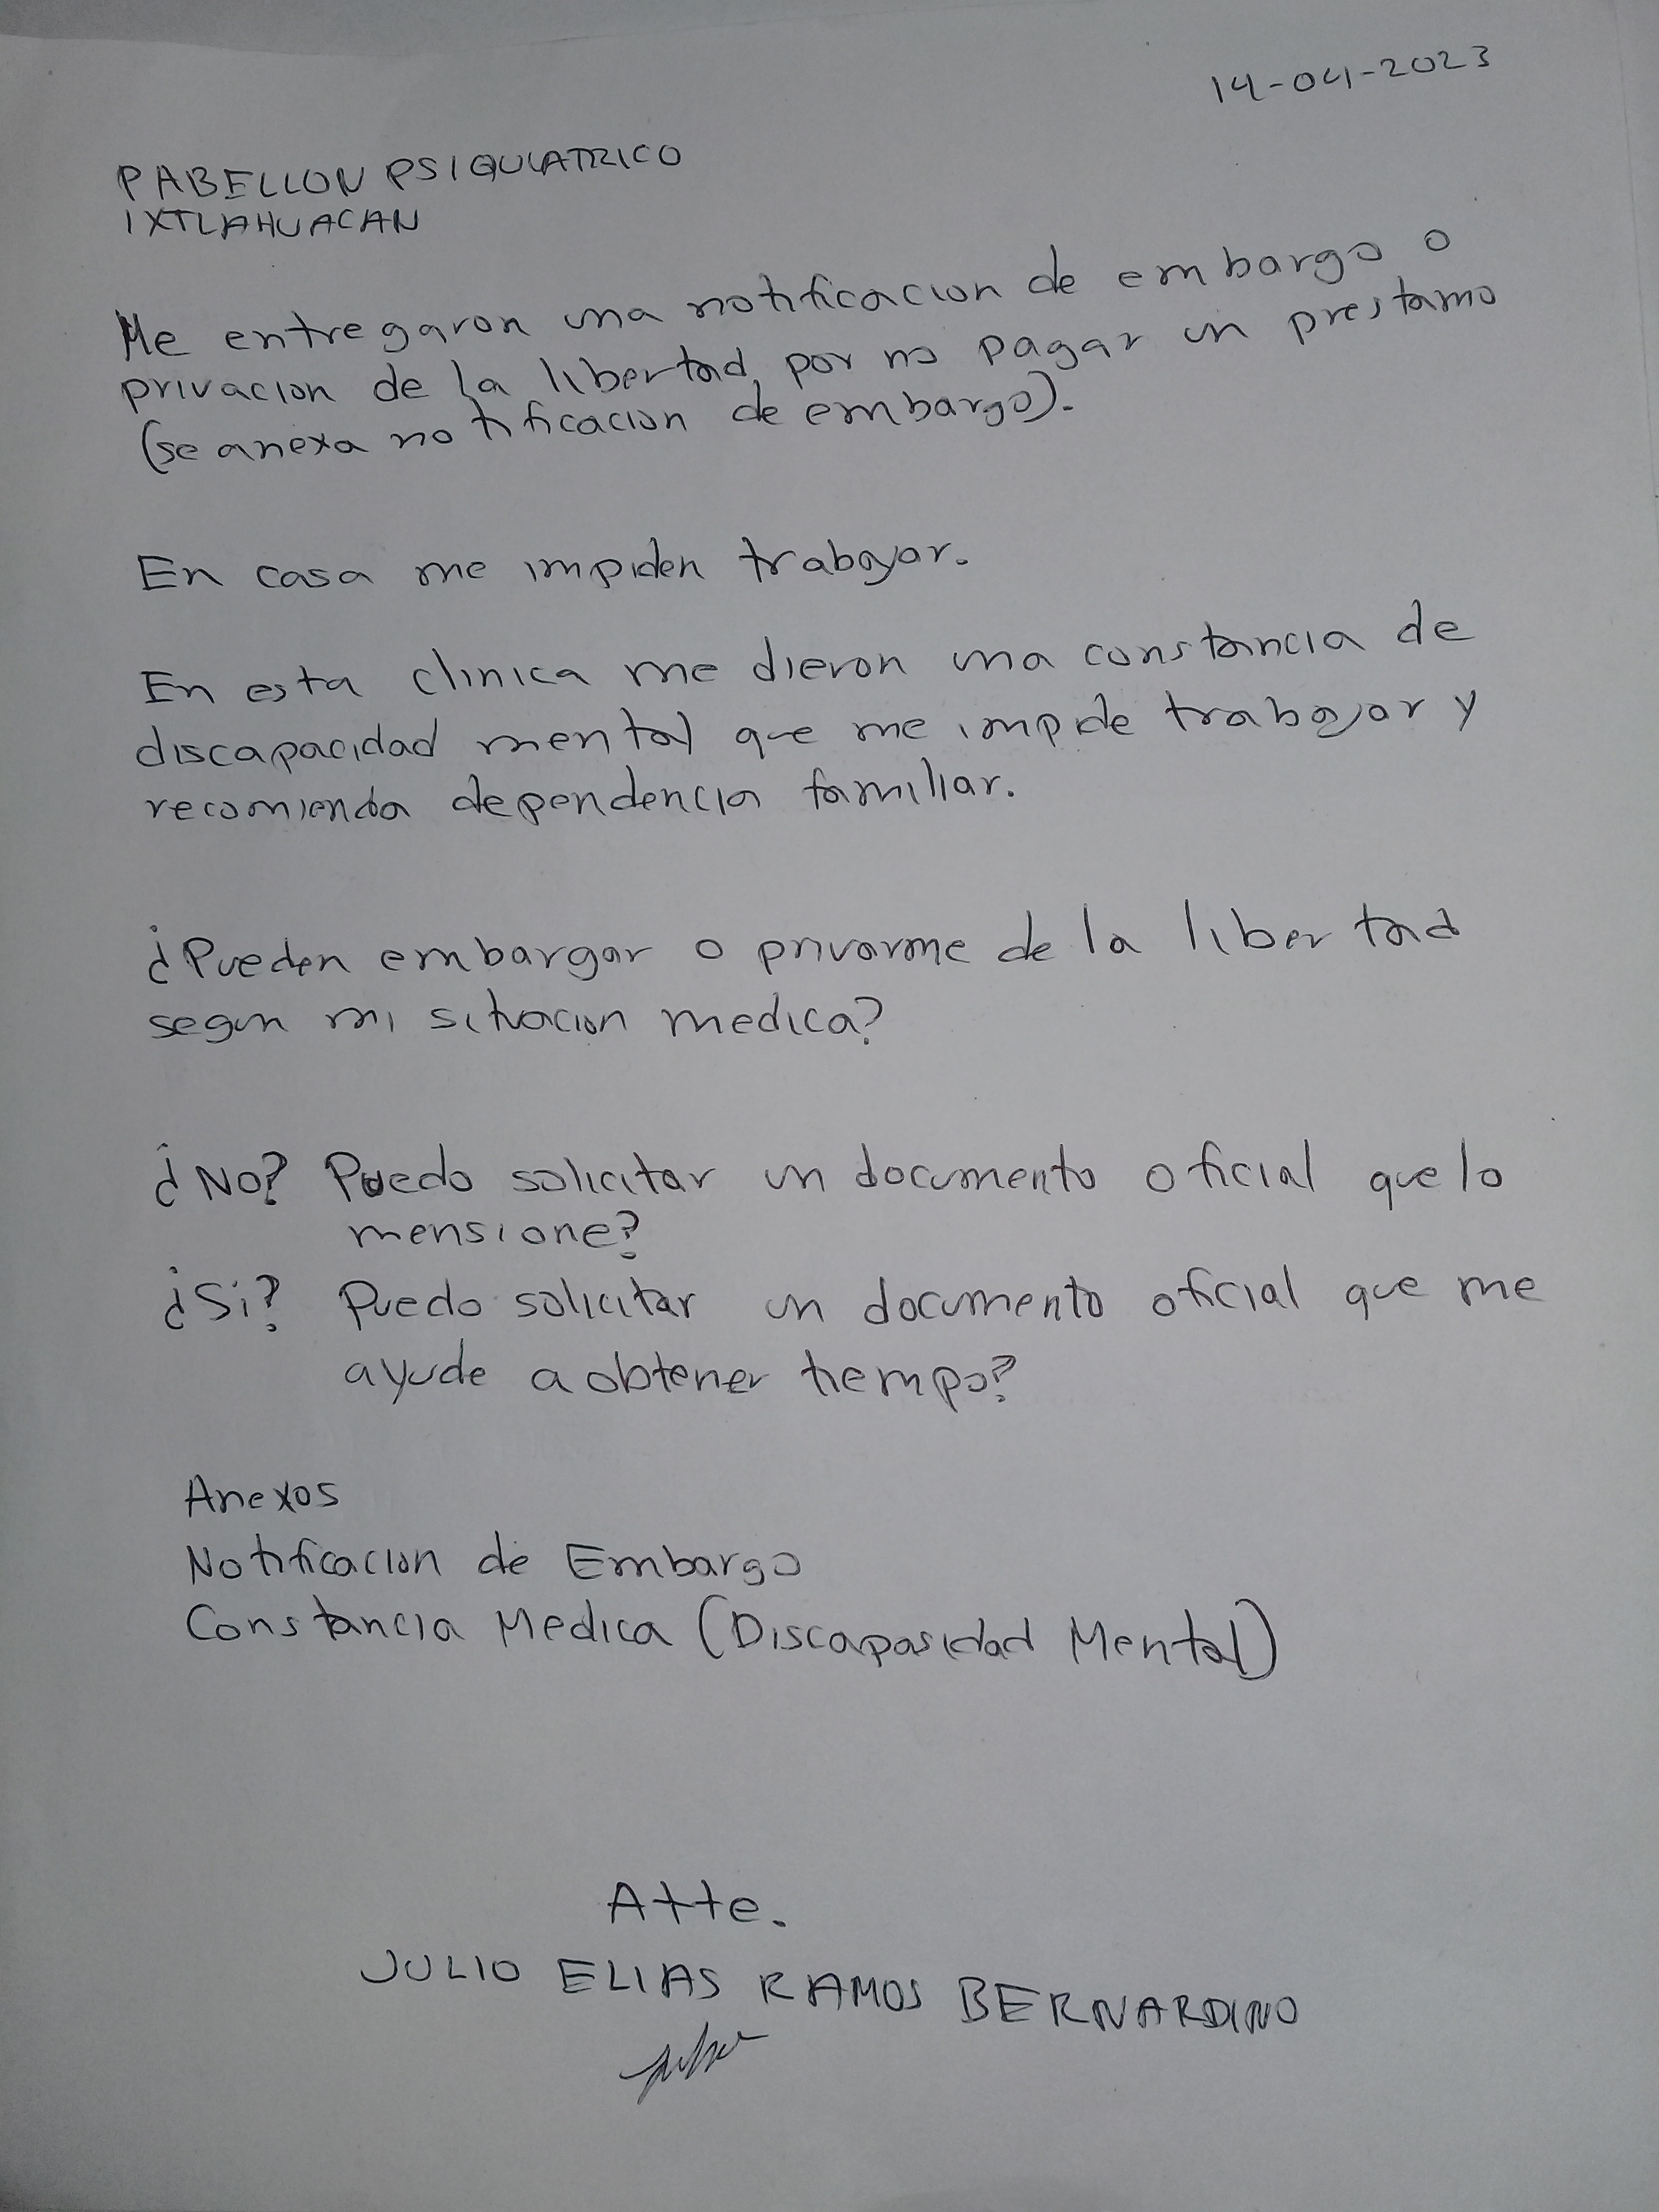 14-04-2023
PABELLON PSIQUIATRICO
IXTLAHUACAN
Me entregaron una notificacion de embargo o
privacion de la libertad, por no pagar un prestamo
(se anexa notificacion de embargo).
En casa me impiden trabajar.
En esta clinica me dieron una constancia de
discapacidad mental que me impide trabajar y
recomienda dependencia familiar.
¿Pueden embargar o privarme de la libertad
segun mi situacion medica?
¿No? Puedo solicitar un documento oficial que lo
mensione?
¿Si? Puedo solicitar un documento oficial que me
ayude a obtener tiempo?
Anexos
Notificacion de Embargo
Constancia Medica (Discapasidad Mental)
Atte.
JULIO ELIAS RAMOS BERNARDINO